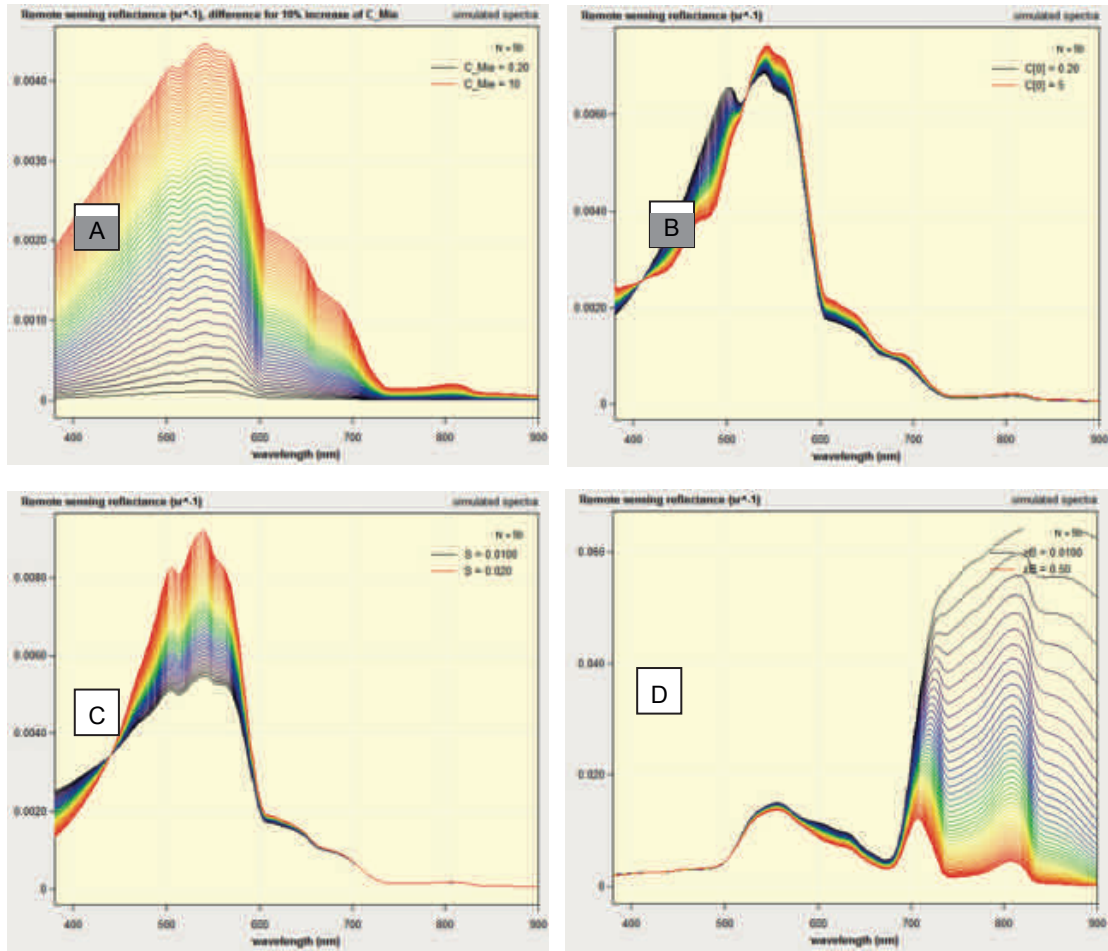 Remote sensing reflectance (sr^-1), difference for 10% increase of C_Mie
simulated spectra
N = 50
C_Mie = 0.20
C_Mie = 10
0.0040
0.0030
0.0020
0.0010
0
A
400 500 600 700 800 900
wavelength (nm)
Remote sensing reflectance (sr^-1)
simulated spectra
N = 50
C[0] = 0.20
C[0] = 5
0.0060
0.0040
0.0020
0
B
400 500 600 700 800 900
wavelength (nm)
Remote sensing reflectance (sr^-1)
simulated spectra
N = 50
S = 0.0100
S = 0.020
0.0080
0.0060
0.0040
0.0020
0
C
400 500 600 700 800 900
wavelength (nm)
Remote sensing reflectance (sr^-1)
simulated spectra
N = 50
zB = 0.0100
zB = 0.50
0.040
0.020
0
D
400 500 600 700 800 900
wavelength (nm)